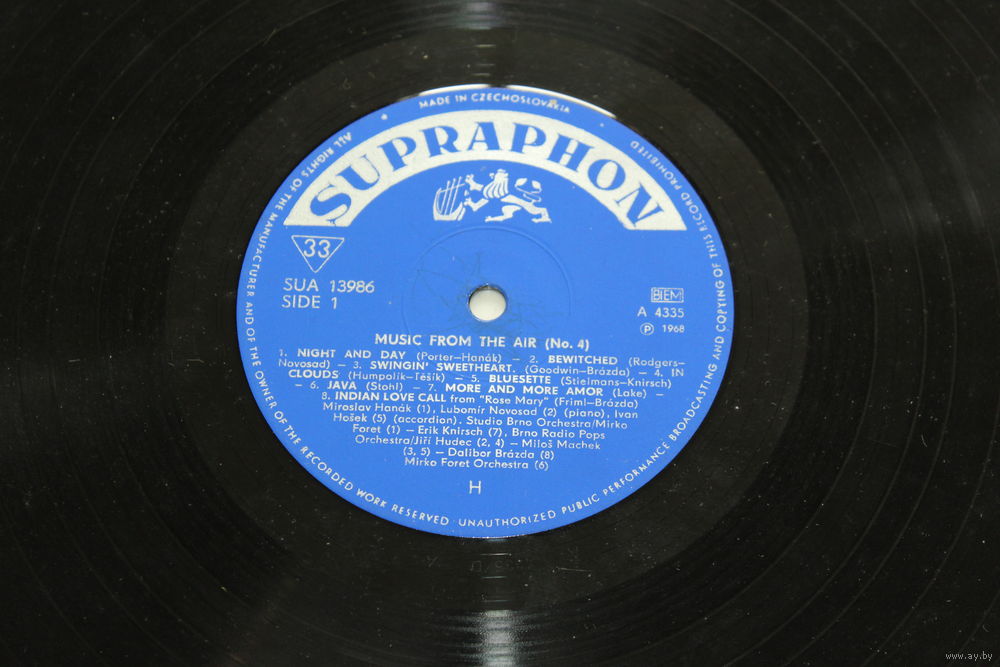 MADE IN CZECHOSLOVAKIA
SUPRAPHON
33
SUA 13986
SIDE 1
BIEM
A 4335
Ⓟ 1968
MUSIC FROM THE AIR (No. 4)
1. NIGHT AND DAY (Porter—Hanák) — 2. BEWITCHED (Rodgers—
Novosad) — 3. SWINGIN' SWEETHEART. (Goodwin—Brázda) — 4. IN
CLOUDS (Humpolík—Těšík) — 5. BLUESETTE (Stielmans—Knirsch)
— 6. JAVA (Stohl) — 7. MORE AND MORE AMOR (Lake) —
8. INDIAN LOVE CALL from "Rose Mary" (Friml—Brázda)
Miroslav Hanák (1), Lubomír Novosad (2) (piano), Ivan
Hošek (5) (accordion). Studio Brno Orchestra/Mirko
Foret (1) — Erik Knirsch (7), Brno Radio Pops
Orchestra/Jiří Hudec (2, 4) — Miloš Machek
(3, 5) — Dalibor Brázda (8)
Mirko Foret Orchestra (6)
H
ALL RIGHTS OF THE MANUFACTURER AND OF THE OWNER OF THE RECORDED WORK RESERVED · UNAUTHORIZED PUBLIC PERFORMANCE BROADCASTING AND COPYING OF THIS RECORD PROHIBITED
www.ay.by